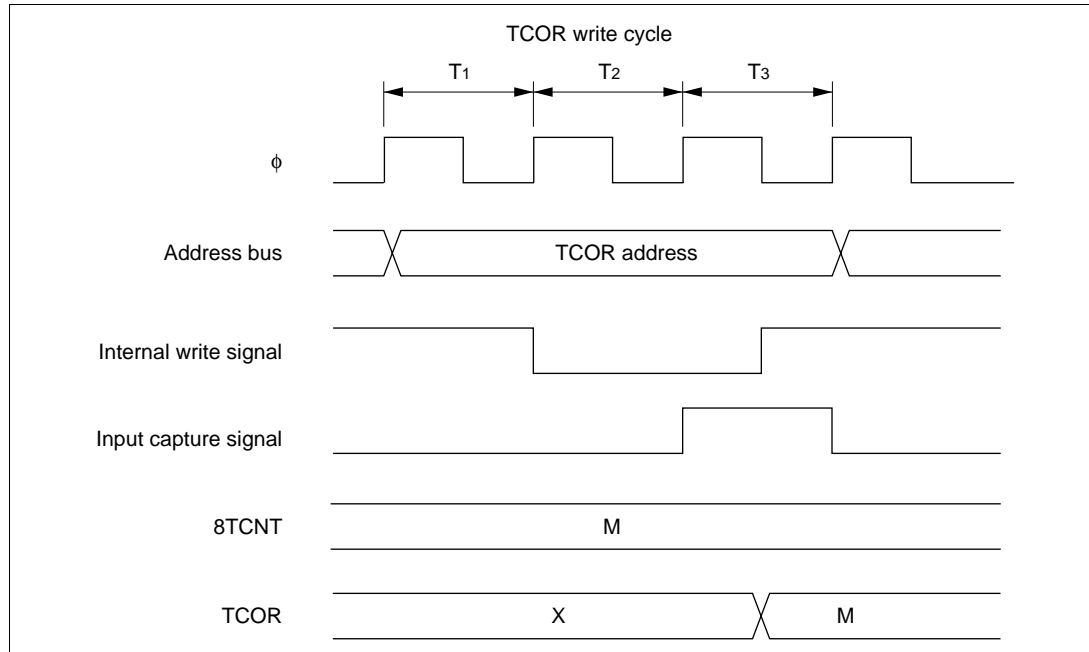 TCOR write cycle
T1 T2 T3
φ
Address bus TCOR address
Internal write signal
Input capture signal
8TCNT M
TCOR X M